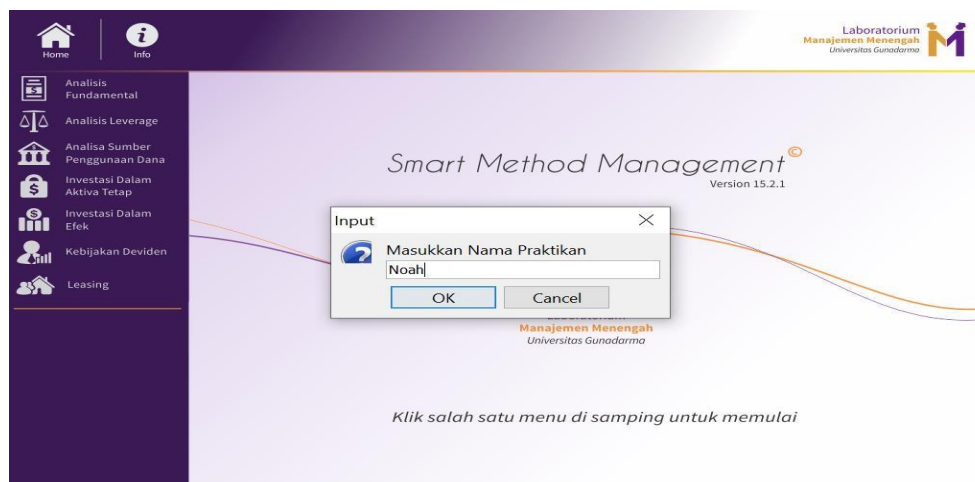 Home
Info
Laboratorium
Manajemen Menengah
Universitas Gunadarma
Analisis
Fundamental
Analisis Leverage
Analisa Sumber
Penggunaan Dana
Investasi Dalam
Aktiva Tetap
Investasi Dalam
Efek
Kebijakan Deviden
Leasing
Smart Method Management©
Version 15.2.1
Input
Masukkan Nama Praktikan
Noah
OK
Cancel
Manajemen Menengah
Universitas Gunadarma
Klik salah satu menu di samping untuk memulai